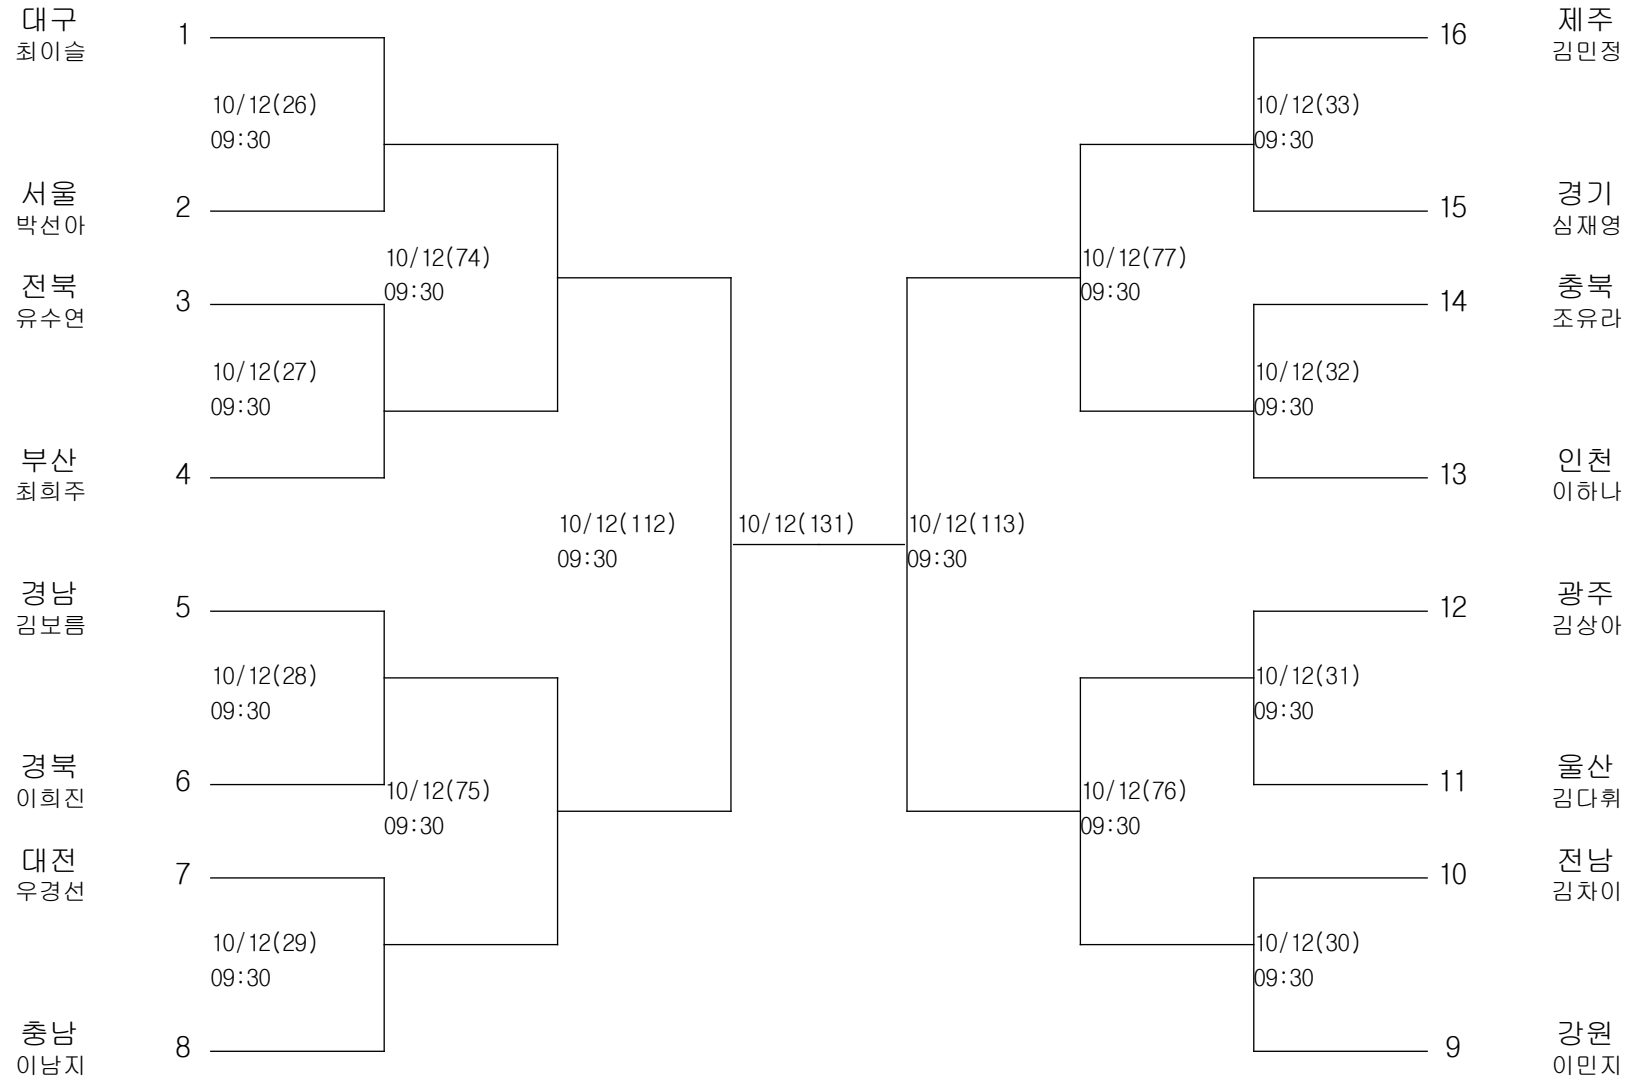 대구
최이슬
1
10/12(26)
09:30
서울
박선아
2
10/12(74)
09:30
전북
유수연
3
10/12(27)
09:30
부산
최희주
4
10/12(112)
09:30
10/12(131)
경남
김보름
5
10/12(28)
09:30
경북
이희진
6
10/12(75)
09:30
대전
우경선
7
10/12(29)
09:30
충남
이남지
8
16
제주
김민정
10/12(33)
09:30
15
경기
심재영
10/12(77)
09:30
14
충북
조유라
10/12(32)
09:30
13
인천
이하나
10/12(113)
09:30
12
광주
김상아
10/12(31)
09:30
11
울산
김다휘
10/12(76)
09:30
10
전남
김차이
10/12(30)
09:30
9
강원
이민지